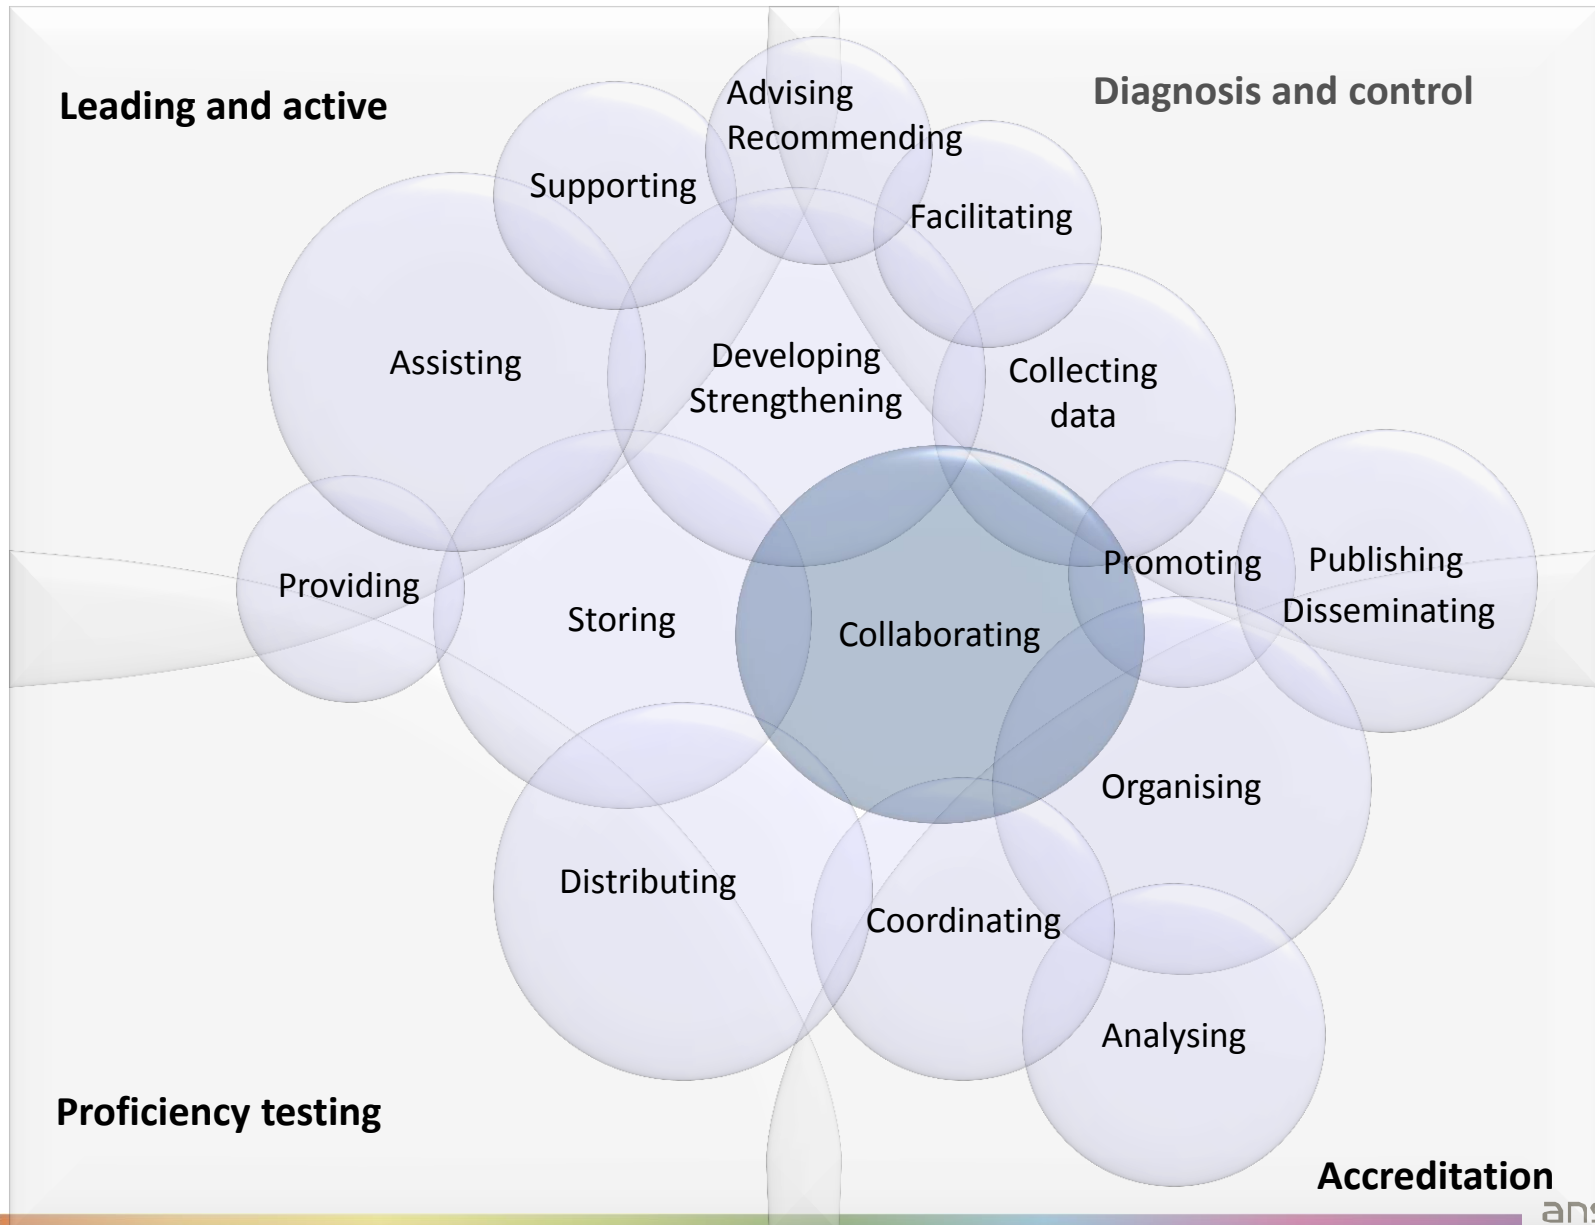 Leading and active
Diagnosis and control
Advising
Recommending
Supporting
Facilitating
Assisting
Developing
Strengthening
Collecting
data
Providing
Storing
Collaborating
Promoting
Publishing
Disseminating
Organising
Distributing
Coordinating
Analysing
Proficiency testing
Accreditation